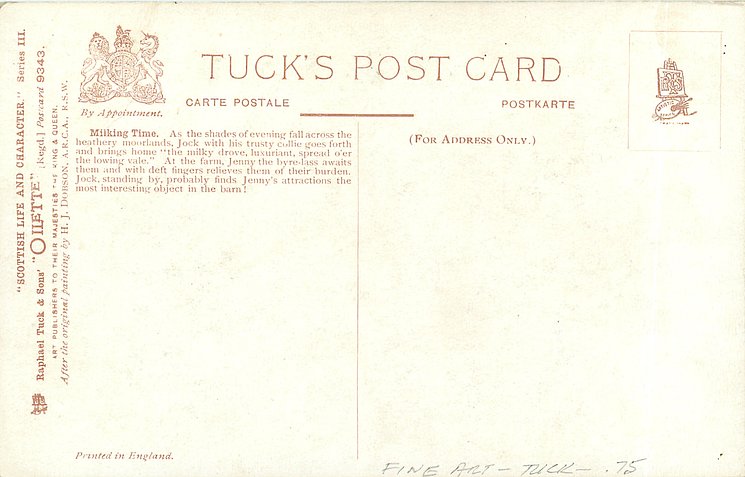 "SCOTTISH LIFE AND CHARACTER." Series III.
Raphael Tuck & Sons' "OILETTE" [Regd.] Postcard 9343.
ART PUBLISHERS TO THEIR MAJESTIES THE KING & QUEEN.
After the original painting by H. J. DOBSON, A.R.C.A., R.S.W.
By Appointment.
TUCK'S POST CARD
CARTE POSTALE
POSTKARTE
(FOR ADDRESS ONLY.)
Milking Time. As the shades of evening fall across the
heathery moorlands, Jock with his trusty collie goes forth
and brings home "the milky drove, luxuriant, spread o'er
the lowing vale." At the farm, Jenny the byre-lass awaits
them and with deft fingers relieves them of their burden.
Jock, standing by, probably finds Jenny's attractions the
most interesting object in the barn!
Printed in England.
FINE ART - TUCK - .75